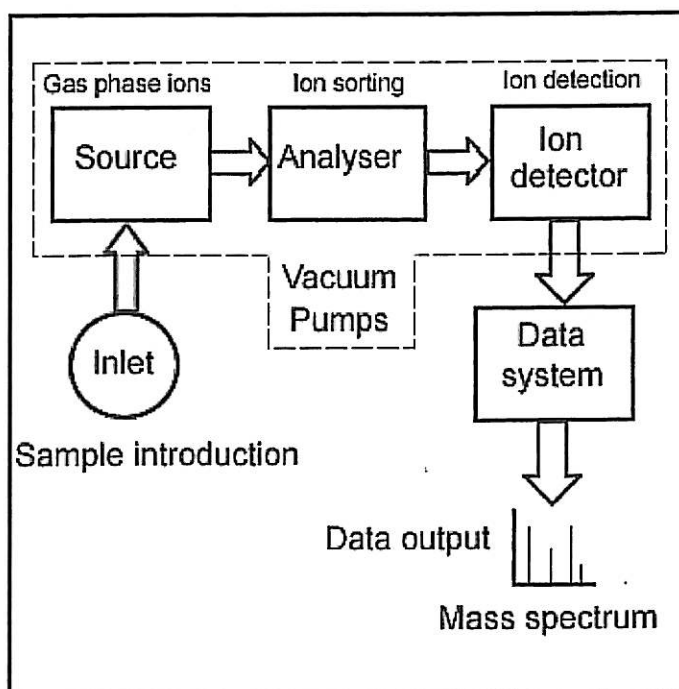 Gas phase ions
Ion sorting
Ion detection
Source
Analyser
Ion
detector
Vacuum
Pumps
Inlet
Data
system
Sample introduction
Data output
Mass spectrum